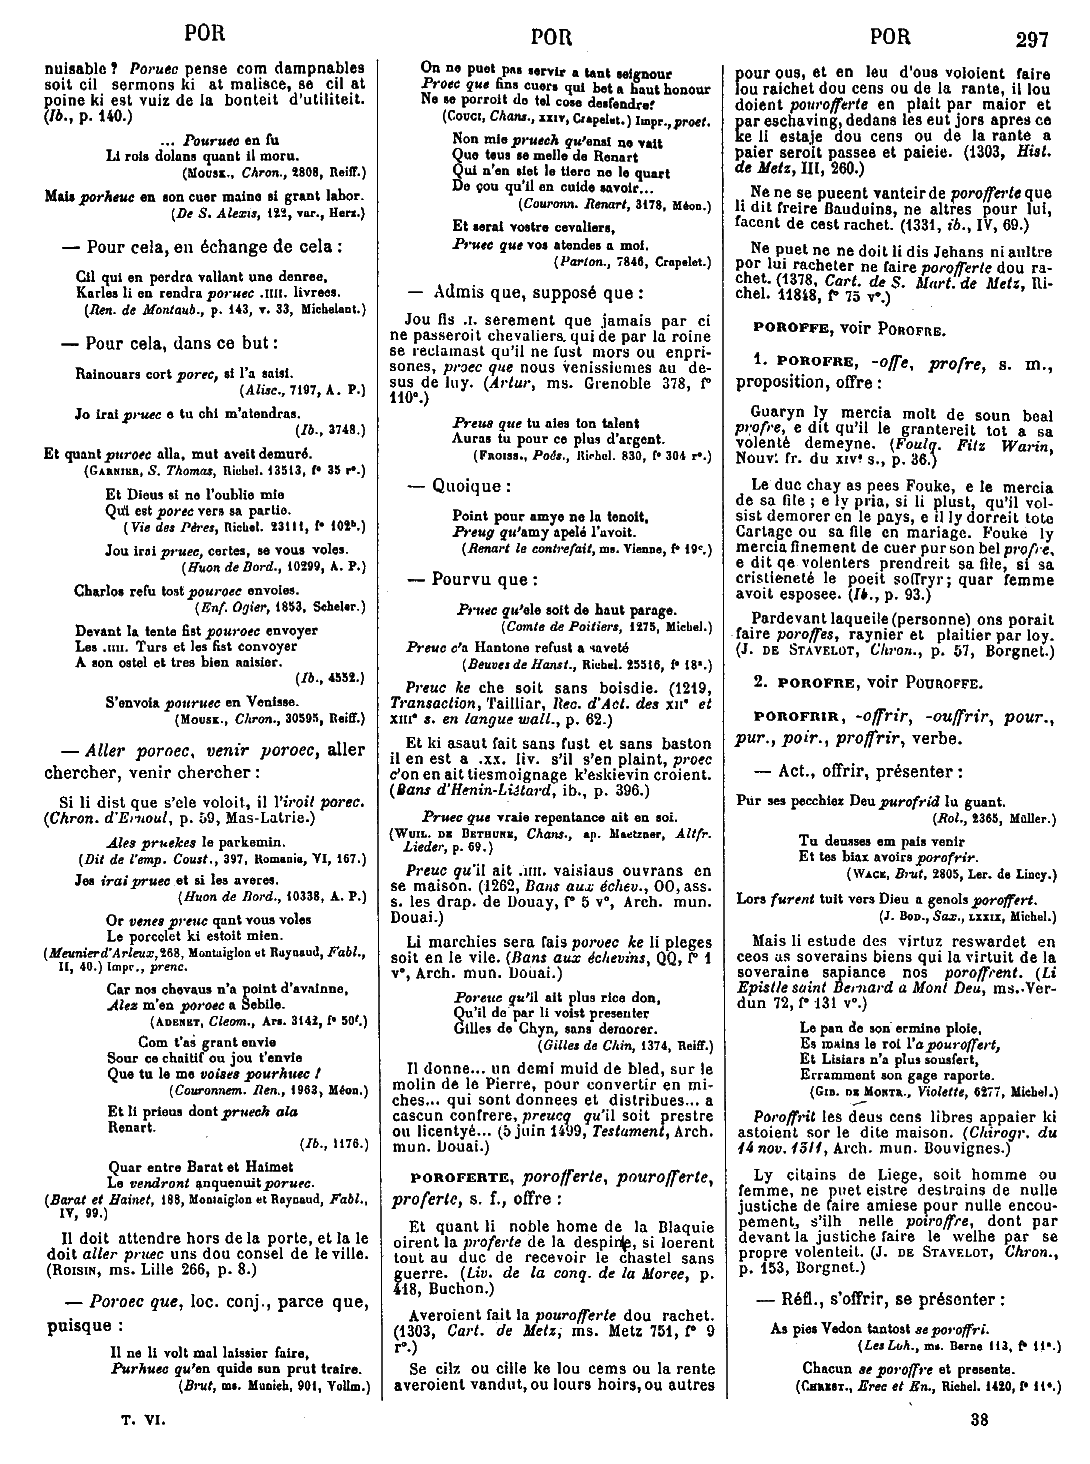 POR
POR
POR
297
nuisable ? Poruec pense com dampnables
soit cil sermons ki at malisce, se cil at
poine ki est vuiz de la bonteit d'utiliteit.
(Ib., p. 140.)
... Pouruec en fu
Li rois dolans quant il moru.
(Mousk., Chron., 2808, Reiff.)
Mais porheuc en son cuer maine si grant labor.
(De S. Alexis, 122, var., Herz.)
— Pour cela, en échange de cela :
Cil qui en perdra vallant une denree,
Karles li en rendra poruec .IIII. livrees.
(Ren. de Montaub., p. 143, v. 33, Michelant.)
— Pour cela, dans ce but :
Rainouars cort porec, si l'a saisi.
(Alisc., 7197, A. P.)
Jo irai pruec e tu chi m'atendras.
(Ib., 3748.)
Et quant puroec alla, mut aveit demuré.
(Garnier, S. Thomas, Richel. 13513, f° 35 r°.)
Et Dieus si ne l'oublie mie
Qu'il est porec vers sa partie.
(Vie des Pères, Richel. 23111, f° 102ᵇ.)
Jou irai pruec, certes, se vous voles.
(Huon de Bord., 10299, A. P.)
Charlos refu tost pouroec envoies.
(Enf. Ogier, 1853, Scheler.)
Devant la tente fist pouroec envoyer
Les .IIII. Turs et les fist convoyer
A son ostel et tres bien aaisier.
(Ib., 4552.)
S'envoia pouruec en Venisse.
(Mousk., Chron., 30595, Reiff.)
— Aller poroec, venir poroec, aller
chercher, venir chercher :
Si li dist que s'ele voloit, il l'iroit porec.
(Chron. d'Ernoul, p. 59, Mas-Latrie.)
Ales pruekes le parkemin.
(Dit de l'emp. Coust., 397, Romania, VI, 167.)
Jes irai pruec et si les averes.
(Huon de Bord., 10338, A. P.)
Or venes preuc qant vous voles
Le porcelet ki estoit mien.
(Meunier d'Arleux, 268, Montaiglon et Raynaud, Fabl.,
II, 40.) Impr., prenc.
Car nos chevaus n'a point d'avainne,
Alez m'en poroec a Sebile.
(Adenet, Cleom., Ars. 3142, f° 50ᶠ.)
Com t'as grant envie
Sour ce chaitif ou jou t'envie
Que tu le me voises pourhuec !
(Couronnem. Ren., 1963, Méon.)
Et li prieus dont pruech ala
Renart.
(Ib., 1176.)
Quar entre Barat et Haimet
Le vendront anquenuit poruec.
(Barat et Hainet, 188, Montaiglon et Raynaud, Fabl.,
IV, 99.)
Il doit attendre hors de la porte, et la le
doit aller pruec uns dou consel de le ville.
(Roisin, ms. Lille 266, p. 8.)
— Poroec que, loc. conj., parce que,
puisque :
Il ne li volt mal laissier faire,
Purhuec qu'en quide sun prut traire.
(Brut, ms. Munich, 901, Vollm.)
T. VI.
On ne puet pas servir a tant seignour
Proec que fins cuers qui bet a haut honour
Ne se porroit de tel cose desfendre.
(Couci, Chans., XXIV, Crapelet.) Impr., proet.
Non mie pruech qu'ensi ne vait
Que tous se melle de Renart
Qui n'en siet le tierc ne le quart
De çou qu'il en cuide savoir...
(Couronn. Renart, 3178, Méon.)
Et serai vostre cevaliers,
Pruec que vos atendes a moi.
(Parton., 7846, Crapelet.)
— Admis que, supposé que :
Jou fis .I. serement que jamais par ci
ne passeroit chevaliers qui de par la roine
se reclamast qu'il ne fust mors ou enpri-
sones, proec que nous venissiemes au de-
sus de luy. (Artur, ms. Grenoble 378, f°
110ᵃ.)
Preus que tu aies ton talent
Auras tu pour ce plus d'argent.
(Froiss., Poés., Richel. 830, f° 304 r°.)
— Quoique :
Point pour amye ne la tenoit,
Preug qu'amy apelé l'avoit.
(Renart le contrefait, ms. Vienne, f° 19ᶜ.)
— Pourvu que :
Pruec qu'ele soit de haut parage.
(Comte de Poitiers, 1275, Michel.)
Preuc c'a Hantone refust a sauveté
(Beuves de Hanst., Richel. 25516, f° 18ᵃ.)
Preuc ke che soit sans boisdie. (1219,
Transaction, Tailliar, Rec. d'Act. des XIIᵉ et
XIIIᵉ s. en langue wall., p. 62.)
Et ki asaut fait sans fust et sans baston
il en est a .XX. liv. s'il s'en plaint, proec
c'on en ait tiesmoignage k'eskievin croient.
(Bans d'Henin-Liétard, ib., p. 396.)
Pruec que vraie repentance ait en soi.
(Wuil. de Bethune, Chans., ap. Maetzner, Altfr.
Lieder, p. 69.)
Preuc qu'il ait .IIII. vaisiaus ouvrans en
se maison. (1262, Bans aux échev., OO, ass.
s. les drap. de Douay, f° 5 v°, Arch. mun.
Douai.)
Li marchies sera fais poroec ke li pleges
soit en le vile. (Bans aux échevins, QQ, f° 1
v°, Arch. mun. Douai.)
Poreuc qu'il ait plus rice don,
Qu'il de par li voist presenter
Gilles de Chyn, sans demorer.
(Gilles de Chin, 1374, Reiff.)
Il donne... un demi muid de bled, sur le
molin de le Pierre, pour convertir en mi-
ches... qui sont donnees et distribues... a
cascun confrere, preucq qu'il soit prestre
ou licentyé... (5 juin 1499, Testament, Arch.
mun. Douai.)
POROFERTE, porofferte, pourofferte,
proferte, s. f., offre :
Et quant li noble home de la Blaquie
oirent la proferte de la despine, si loerent
tout au duc de recevoir le chastel sans
guerre. (Liv. de la conq. de la Moree, p.
418, Buchon.)
Averoient fait la pourofferte dou rachet.
(1303, Cart. de Metz, ms. Metz 751, f° 9
r°.)
Se cilz ou cille ke lou cems ou la rente
averoient vandut, ou lours hoirs, ou autres
pour ous, et en leu d'ous voloient faire
lou raichet dou cens ou de la rante, il lou
doient pourofferte en plait par maior et
par eschaving, dedans les eut jors apres ce
ke li estaje dou cens ou de la rante a
paier seroit passee et paieie. (1303, Hist.
de Metz, III, 260.)
Ne ne se pueent vanteir de porofferte que
li dit freire Bauduins, ne altres pour lui,
facent de cest rachet. (1331, ib., IV, 69.)
Ne puet ne ne doit li dis Jehans ni aultre
por lui racheter ne faire porofferte dou ra-
chet. (1378, Cart. de S. Mart. de Metz, Ri-
chel. 11848, f° 75 v°.)
POROFFE, voir Porofre.
1. POROFRE, -offe, profre, s. m.,
proposition, offre :
Guaryn ly mercia molt de soun beal
profre, e dit qu'il le grantereit tot a sa
volenté demeyne. (Foulq. Fitz Warin,
Nouv. fr. du XIVᵉ s., p. 36.)
Le duc chay as pees Fouke, e le mercia
de sa file ; e ly pria, si li plust, qu'il vol-
sist demorer en le pays, e il ly dorreit tote
Cartage ou sa file en mariage. Fouke ly
mercia finement de cuer pur son bel profre,
e dit qe volenters prendreit sa file, si sa
cristieneté le poeit soffryr ; quar femme
avoit esposee. (Ib., p. 93.)
Pardevant laqueile (personne) ons porait
faire poroffes, raynier et plaitier par loy.
(J. de Stavelot, Chron., p. 57, Borgnet.)
2. POROFRE, voir Pouroffe.
POROFRIR, -offrir, -ouffrir, pour.,
pur., poir., proffrir, verbe.
— Act., offrir, présenter :
Pur ses pecchiez Deu purofrid lu guant.
(Rol., 2365, Müller.)
Tu deusses em pais venir
Et tes biax avoirs porofrir.
(Wace, Brut, 2805, Ler. de Lincy.)
Lors furent tuit vers Dieu a genols poroffert.
(J. Bod., Sax., LXXIX, Michel.)
Mais li estude des virtuz reswardet en
ceos as soverains biens qui la virtuit de la
soveraine sapiance nos poroffrent. (Li
Epistle saint Bernard a Mont Deu, ms. Ver-
dun 72, f° 131 v°.)
Le pan de son ermine ploie,
Es mains le roi l'a pouroffert,
Et Lisiars n'a plus sousfert,
Erramment son gage raporte.
(Gib. de Montr., Violette, 6277, Michel.)
Poroffrit les deus cens libres appaier ki
astoient sor le dite maison. (Chirogr. du
14 nov. 1311, Arch. mun. Bouvignes.)
Ly citains de Liege, soit homme ou
femme, ne puet eistre destrains de nulle
justiche de faire amiese pour nulle encou-
pement, s'ilh nelle poiroffre, dont par
devant la justiche faire le welhe par se
propre volenteit. (J. de Stavelot, Chron.,
p. 153, Borgnet.)
— Réfl., s'offrir, se présenter :
As pies Vedon tantost se poroffri.
(Les Loh., ms. Berne 113, f° 11ᵃ.)
Chacun se poroffre et presente.
(Chrest., Erec et En., Richel. 1420, f° 11ᵃ.)
38